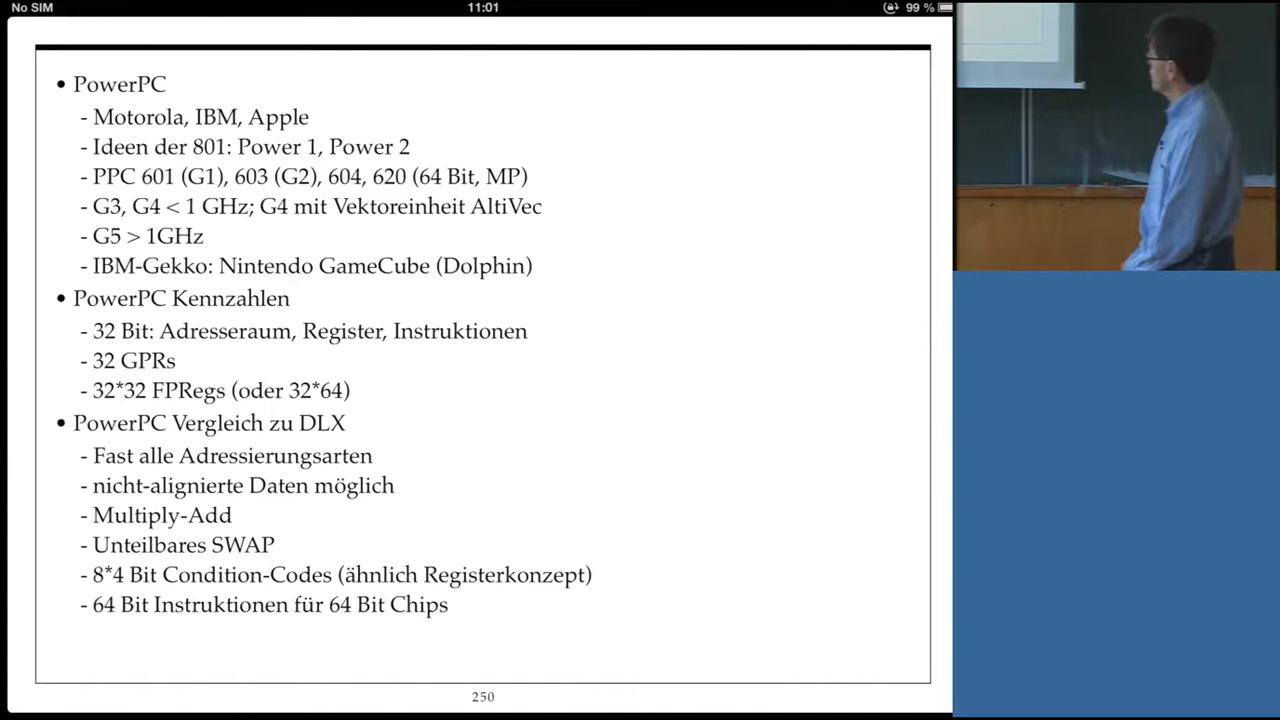 No SIM 11:01 99 %
• PowerPC
- Motorola, IBM, Apple
- Ideen der 801: Power 1, Power 2
- PPC 601 (G1), 603 (G2), 604, 620 (64 Bit, MP)
- G3, G4 < 1 GHz; G4 mit Vektoreinheit AltiVec
- G5 > 1GHz
- IBM-Gekko: Nintendo GameCube (Dolphin)
• PowerPC Kennzahlen
- 32 Bit: Adresseraum, Register, Instruktionen
- 32 GPRs
- 32*32 FPRegs (oder 32*64)
• PowerPC Vergleich zu DLX
- Fast alle Adressierungsarten
- nicht-alignierte Daten möglich
- Multiply-Add
- Unteilbares SWAP
- 8*4 Bit Condition-Codes (ähnlich Registerkonzept)
- 64 Bit Instruktionen für 64 Bit Chips
250